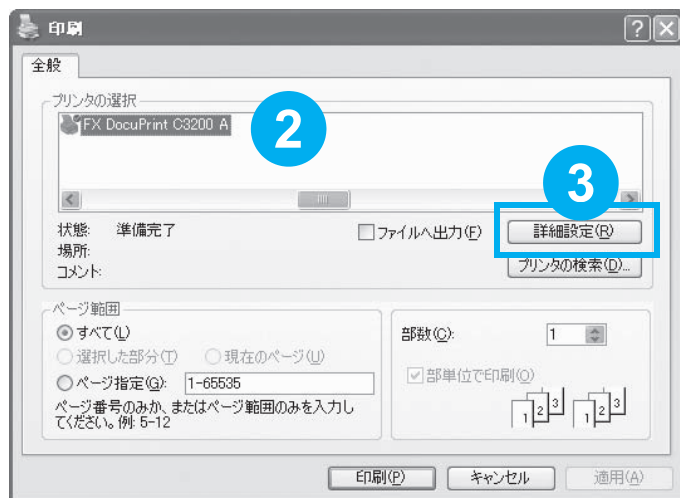 印刷
全般
プリンタの選択
FX DocuPrint C3200 A
2
3
状態: 準備完了
ファイルへ出力(F)
詳細設定(R)
場所:
コメント:
プリンタの検索(D)...
ページ範囲
すべて(L)
選択した部分(T) 現在のページ(U)
ページ指定(G): 1-65535
ページ番号のみか、またはページ範囲のみを入力し
てください。例: 5-12
部数(C): 1
部単位で印刷(O)
1 2 3 1 2 3
印刷(P) キャンセル 適用(A)